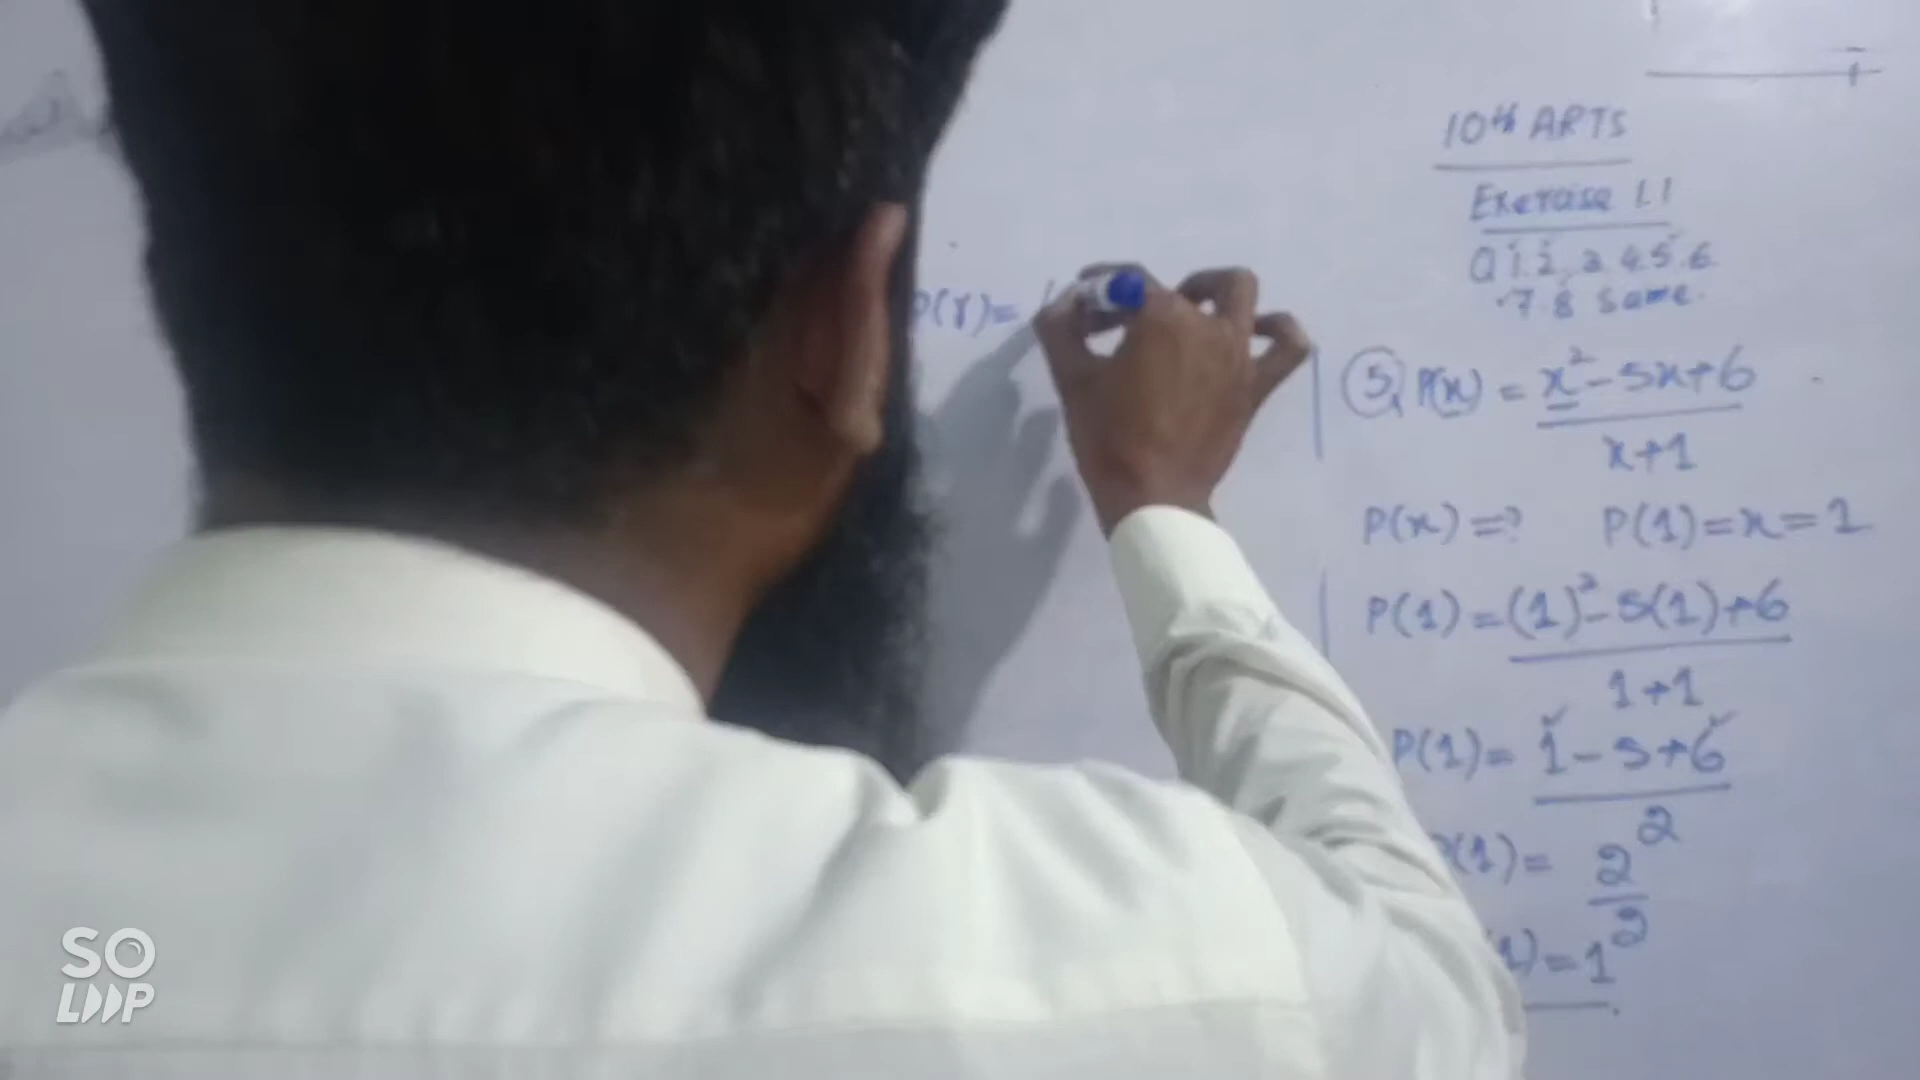 10th ARTS
Exercise 1.1
Q 1.2, 3 4.5.6.
7 8 Same.
P(r)=
5, P(x) = x²-5x+6
x+1
P(x)=? P(1)=x=1
P(1)=(1)²-5(1)+6
1+1
P(1)= 1-5+6
2
P(1)= 2
2
1)=1
SO
LOOP